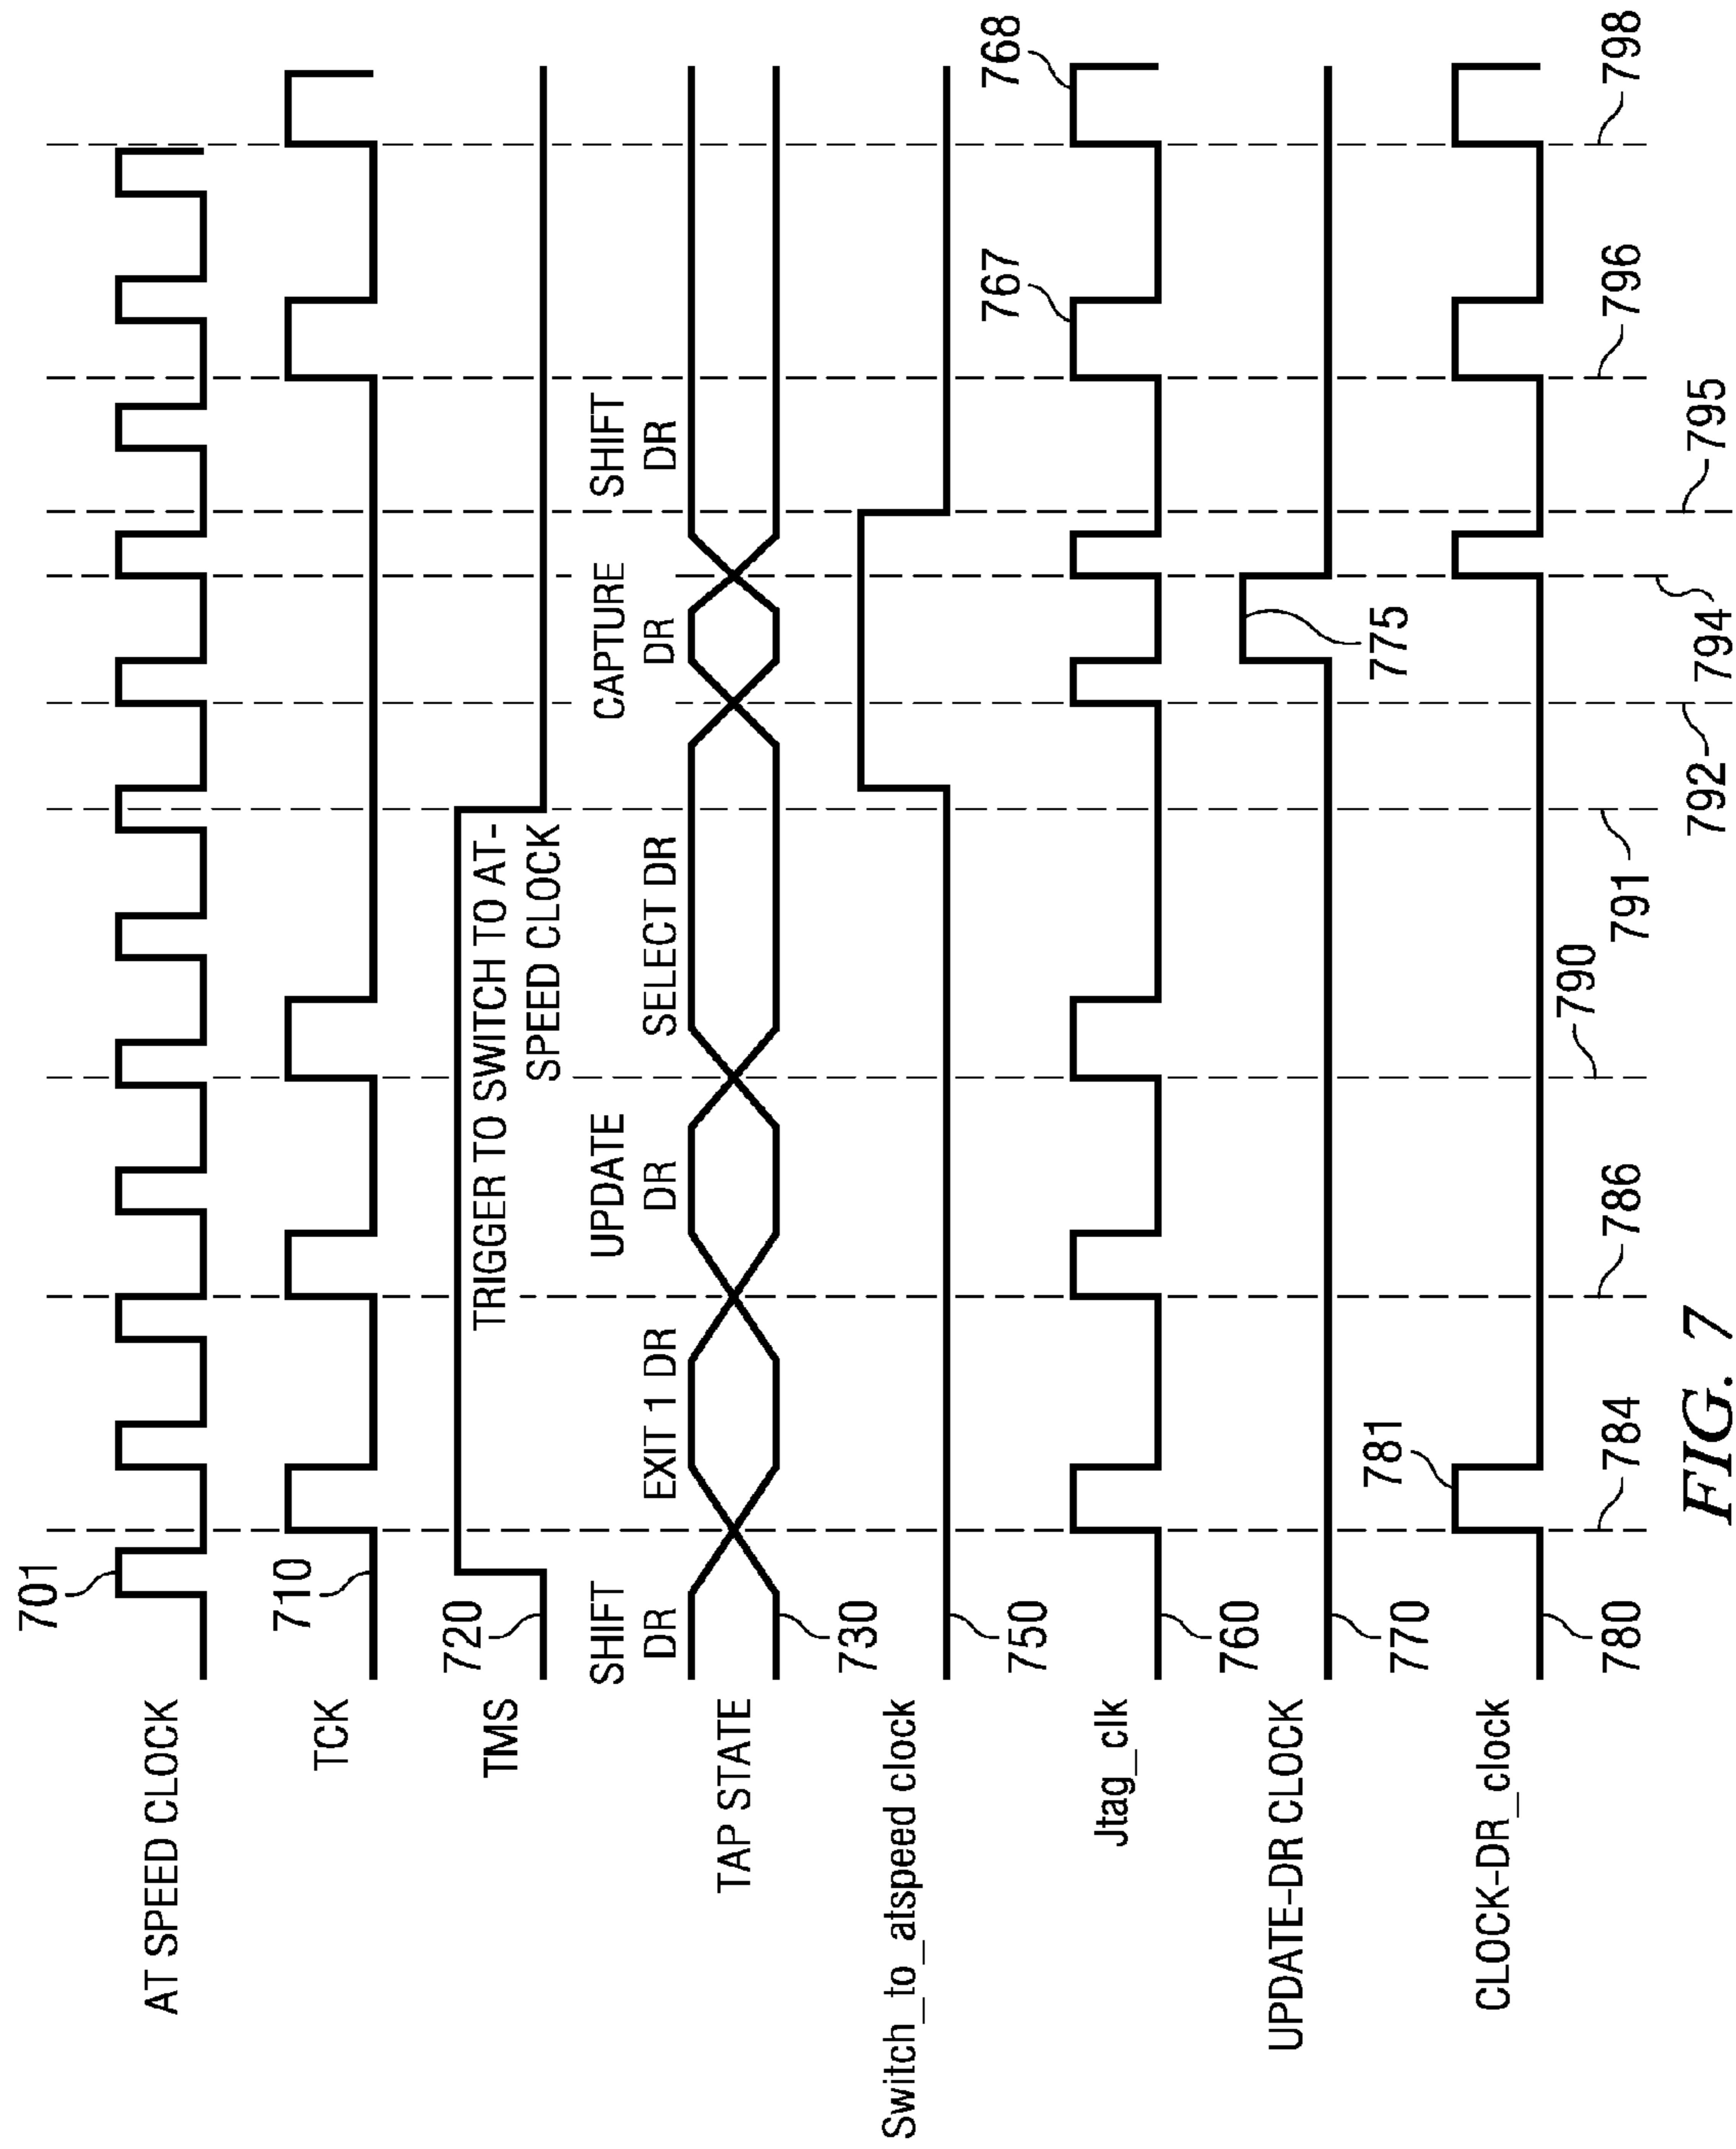 701
AT SPEED CLOCK
710
TCK
720
TMS
TRIGGER TO SWITCH TO AT-
SPEED CLOCK
SHIFT
DR
EXIT 1 DR
UPDATE
DR
SELECT DR
CAPTURE
DR
SHIFT
DR
TAP STATE
730
Switch_to_atspeed clock
750
767
768
Jtag_clk
760
UPDATE-DR CLOCK
770
775
781
CLOCK-DR_clock
780
784
786
790
791
792
794
795
796
798
FIG. 7